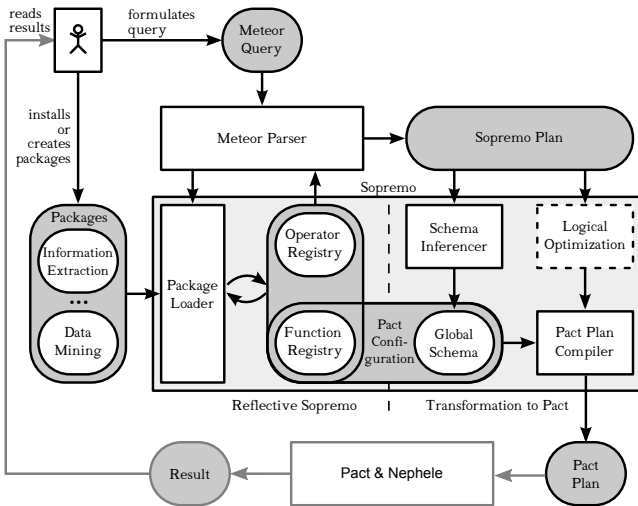 reads
results
formulates
query
Meteor
Query
installs
or
creates
packages
Meteor Parser
Sopremo Plan
Sopremo
Packages
Information
Extraction
...
Data
Mining
Package
Loader
Operator
Registry
Function
Registry
Pact
Confi-
guration
Schema
Inferencer
Global
Schema
Logical
Optimization
Pact Plan
Compiler
Reflective Sopremo
Transformation to Pact
Result
Pact & Nephele
Pact
Plan